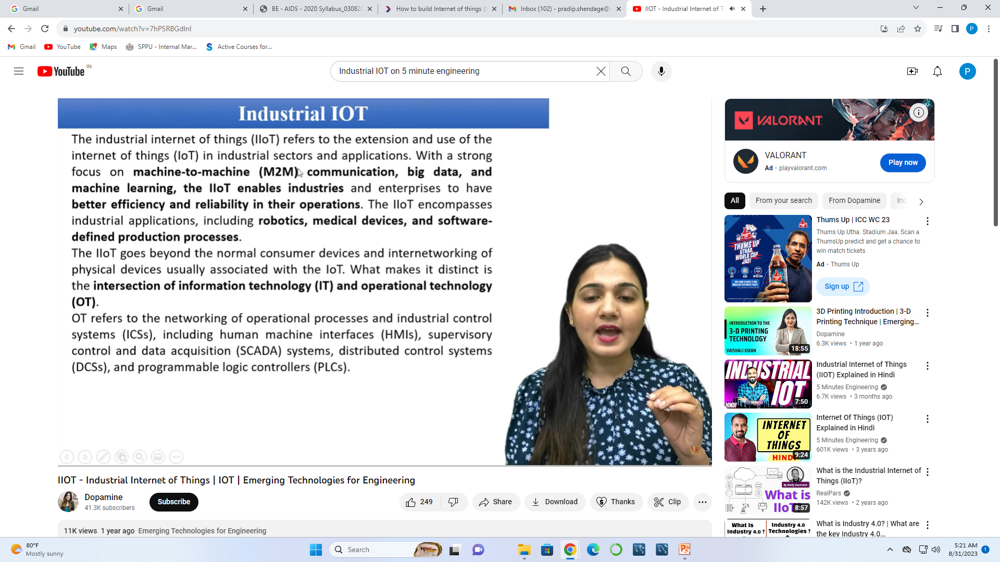 Gmail
Gmail
BE - AIDS - 2020 Syllabus_03082
How to build Internet of things (
Inbox (102) - pradip.shendage@
IIOT - Industrial Internet of T
youtube.com/watch?v=7hP5RBGdlnI
P
Gmail
YouTube
Maps
SPPU - Internal Mar...
Active Courses for...
YouTube IN
Industrial IOT on 5 minute engineering
P
Industrial IOT
The industrial internet of things (IIoT) refers to the extension and use of the
internet of things (IoT) in industrial sectors and applications. With a strong
focus on machine-to-machine (M2M) communication, big data, and
machine learning, the IIoT enables industries and enterprises to have
better efficiency and reliability in their operations. The IIoT encompasses
industrial applications, including robotics, medical devices, and software-
defined production processes.
The IIoT goes beyond the normal consumer devices and internetworking of
physical devices usually associated with the IoT. What makes it distinct is
the intersection of information technology (IT) and operational technology
(OT).
OT refers to the networking of operational processes and industrial control
systems (ICSs), including human machine interfaces (HMIs), supervisory
control and data acquisition (SCADA) systems, distributed control systems
(DCSs), and programmable logic controllers (PLCs).
IIOT - Industrial Internet of Things | IOT | Emerging Technologies for Engineering
Dopamine
41.3K subscribers
Subscribe
249
Share
Download
Thanks
Clip
11K views 1 year ago Emerging Technologies for Engineering
VALORANT
VALORANT
Ad · playvalorant.com
Play now
All
From your search
From Dopamine
Ind
THUMS UP
UTHAO,
WORLD CUP
JAO!
Thums Up | ICC WC 23
Thums Up Utha. Stadium Jaa. Scan a
ThumsUp predict and get a chance to
win match tickets
Ad · Thums Up
Sign up
INTRODUCTION TO THE
3-D PRINTING
TECHNOLOGY
VAISHALI KIKAN
18:55
3D Printing Introduction | 3-D
Printing Technique | Emerging...
Dopamine
6.3K views • 1 year ago
INDUSTRIAL
IOT
HINDI
7:50
Industrial Internet of Things
(IIOT) Explained in Hindi
5 Minutes Engineering
6.7K views • 3 months ago
INTERNET
OF
THINGS
HINDI
9:24
Internet Of Things (IOT)
Explained in Hindi
5 Minutes Engineering
601K views • 3 years ago
By Wally Gastreich
What is
IIoT
8:57
What is the Industrial Internet of
Things (IIoT)?
RealPars
142K views • 2 years ago
What Is
Industry 4.0 ?
Industry 4.0
Technologies ?
What is Industry 4.0? | What are
the key Industry 4.0...
80°F
Mostly sunny
Search
5:21 AM
8/31/2023
1